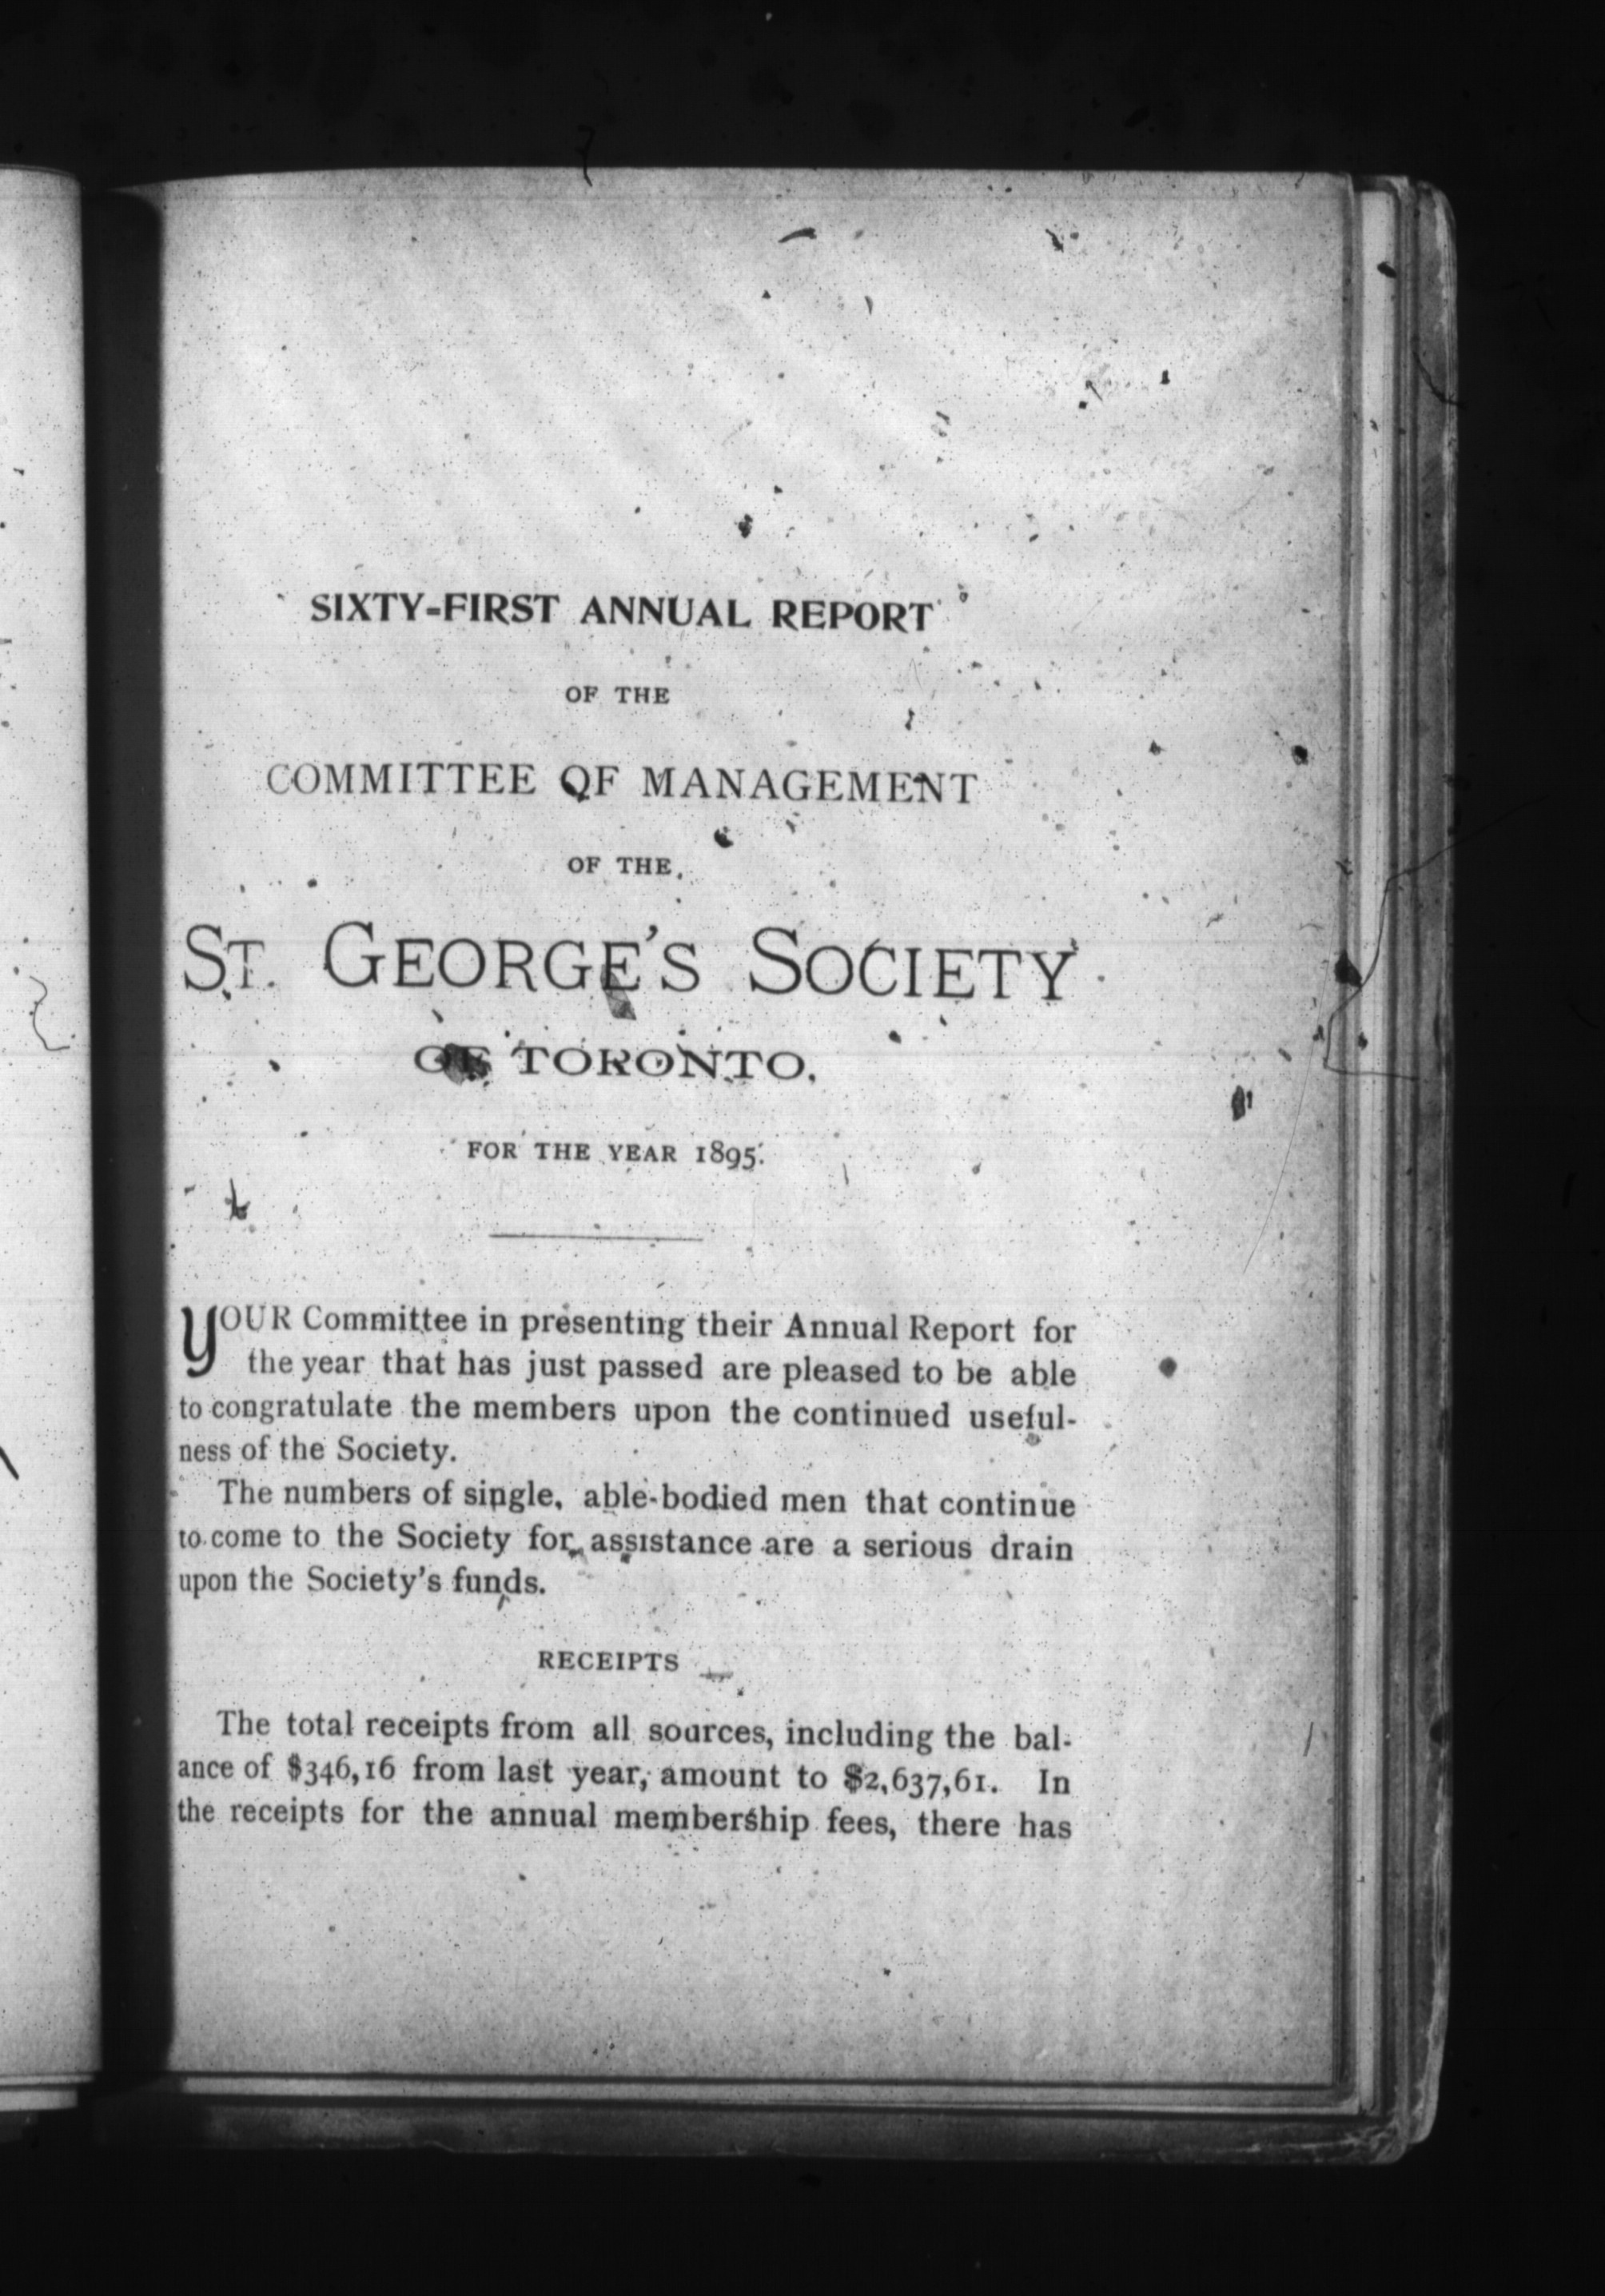 SIXTY-FIRST ANNUAL REPORT
OF THE
COMMITTEE OF MANAGEMENT
OF THE
ST. GEORGE'S SOCIETY
OF TORONTO.
FOR THE YEAR 1895.
YOUR Committee in presenting their Annual Report for
the year that has just passed are pleased to be able
to congratulate the members upon the continued useful-
ness of the Society.
The numbers of single, able-bodied men that continue
to come to the Society for assistance are a serious drain
upon the Society's funds.
RECEIPTS
The total receipts from all sources, including the bal-
ance of $346,16 from last year, amount to $2,637,61. In
the receipts for the annual membership fees, there has